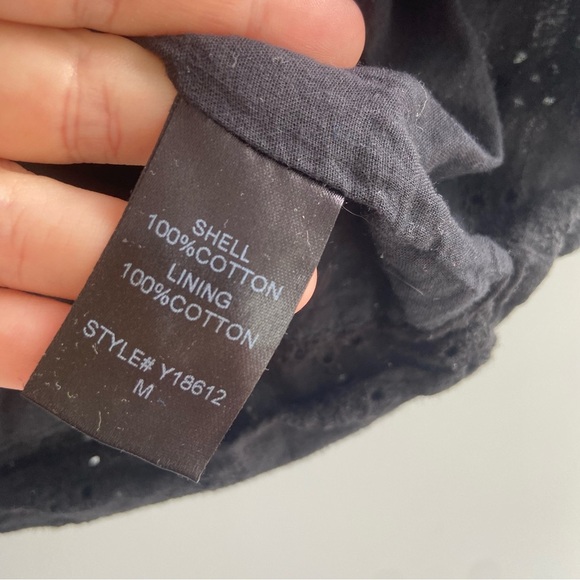 SHELL
100%COTTON
LINING
100%COTTON
STYLE# Y18612
M